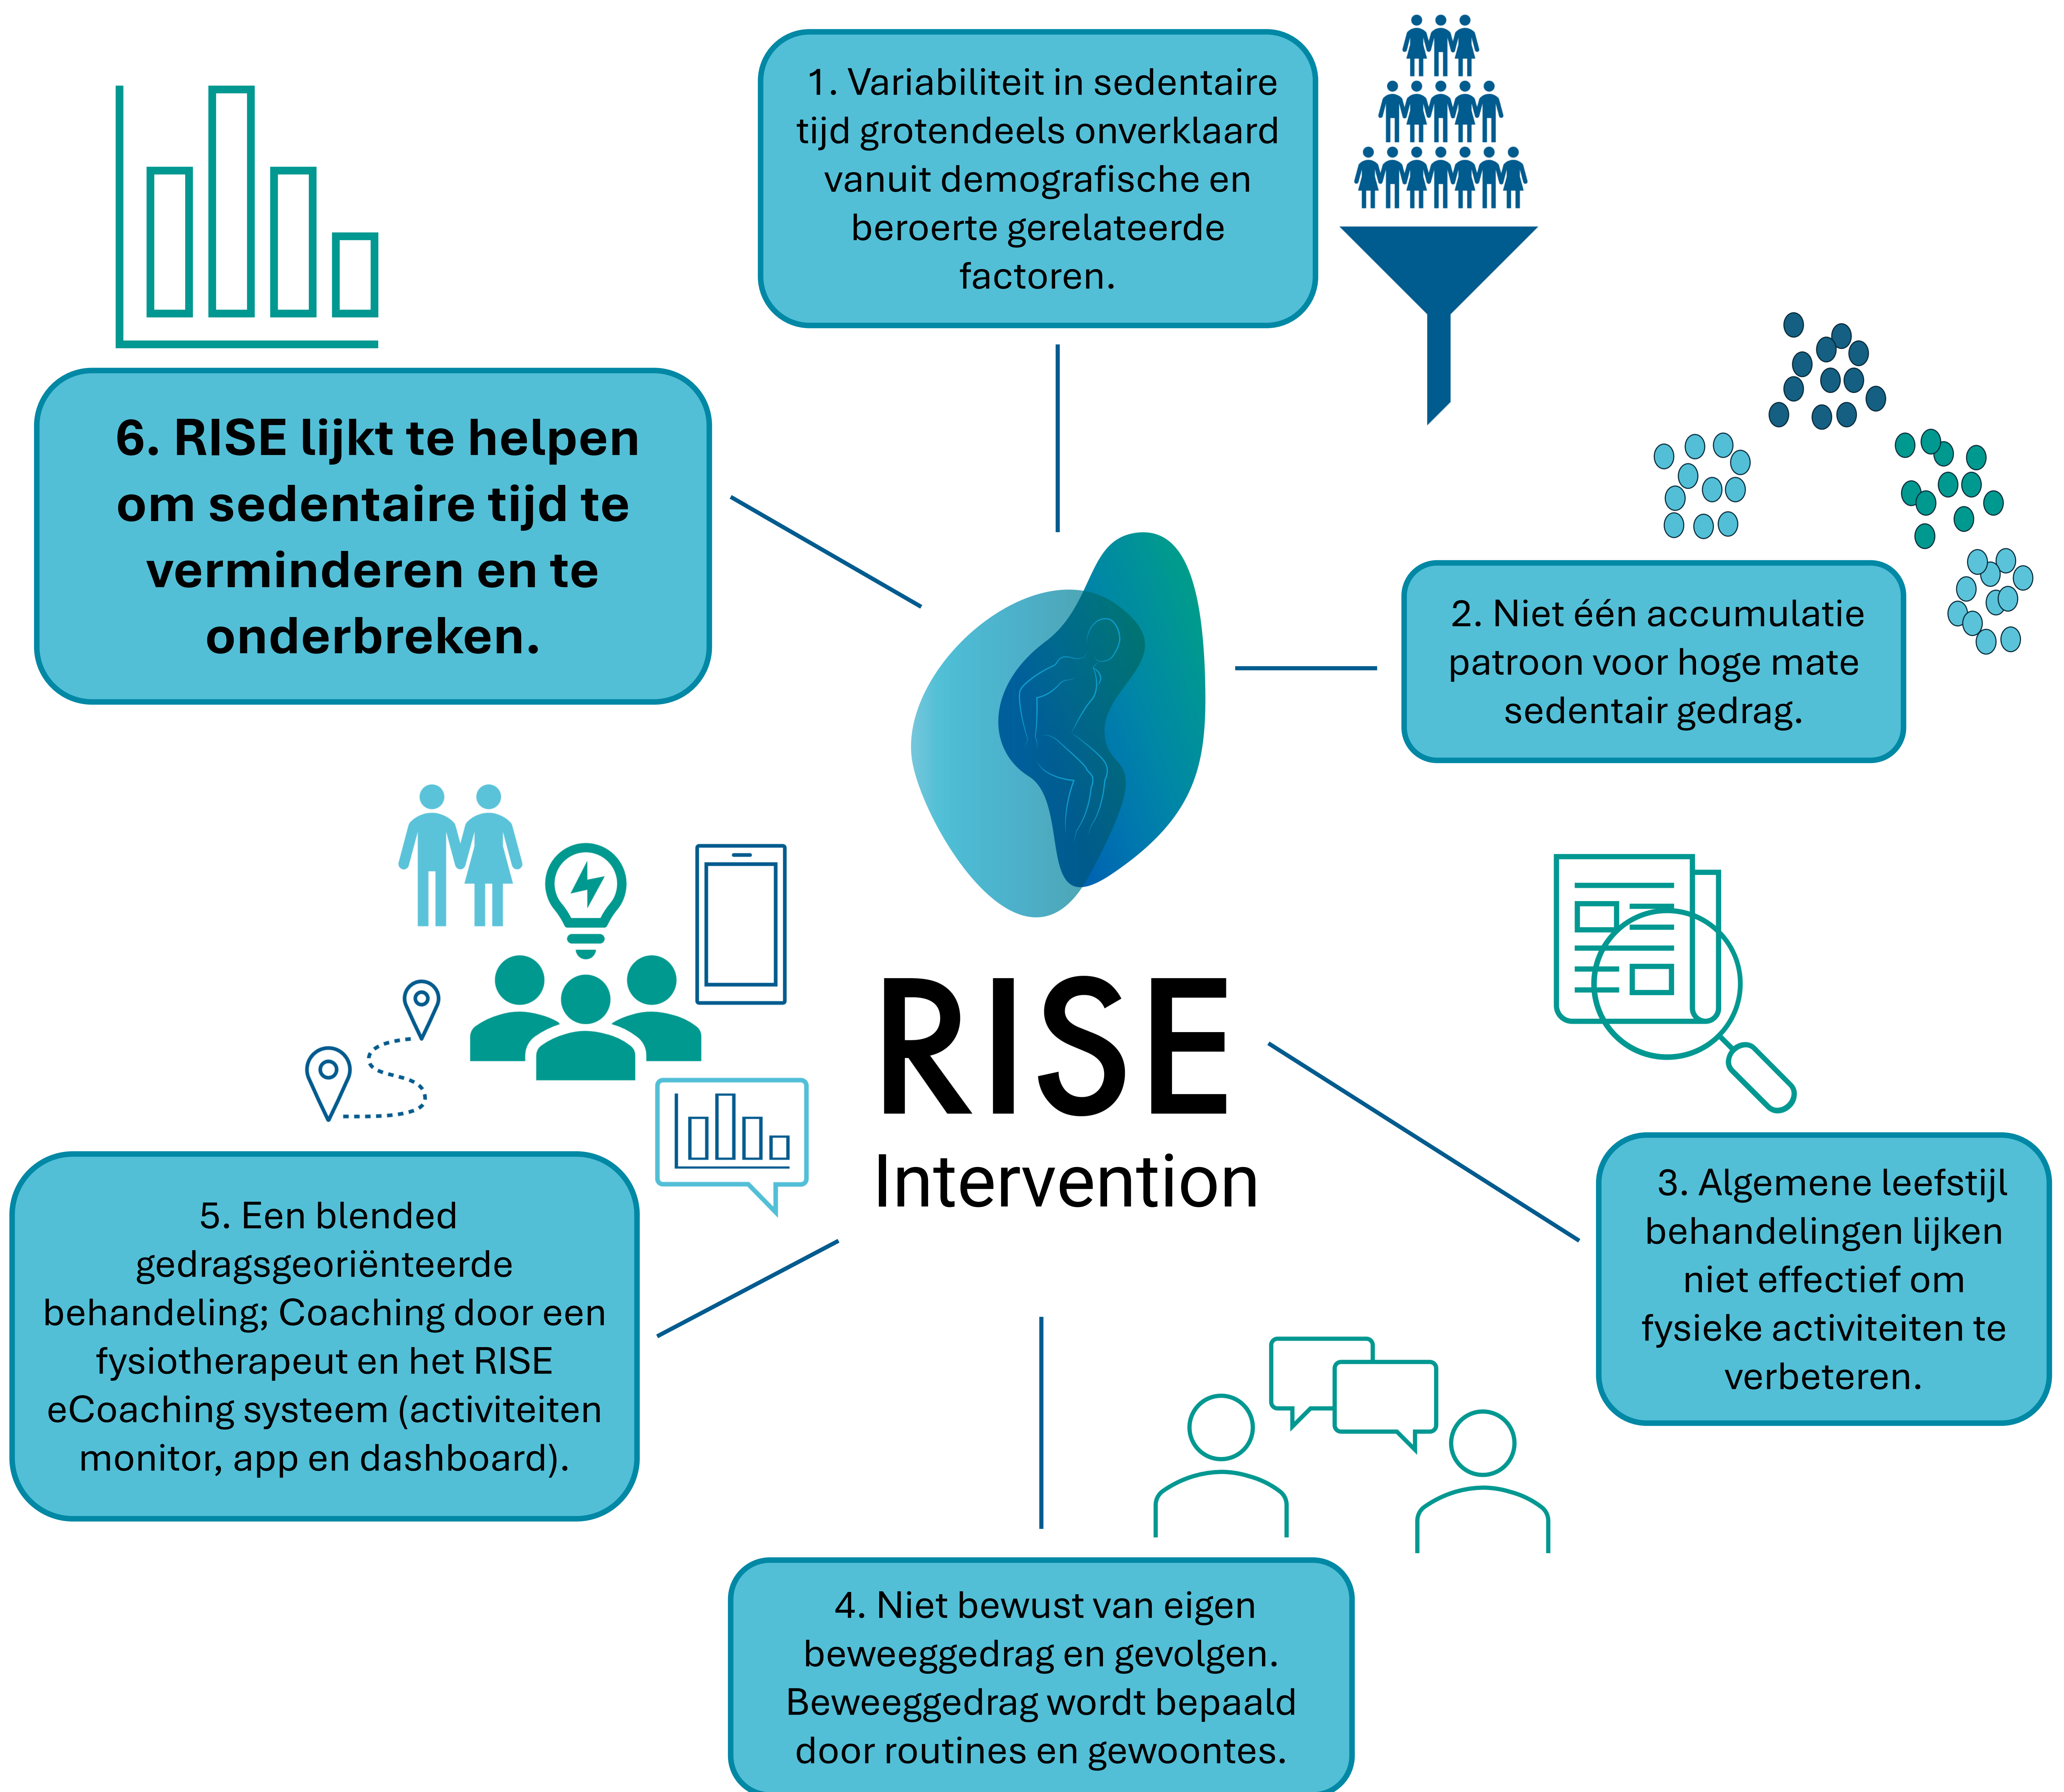 1. Variabiliteit in sedentaire
tijd grotendeels onverklaard
vanuit demografische en
beroerte gerelateerde
factoren.
2. Niet één accumulatie
patroon voor hoge mate
sedentair gedrag.
3. Algemene leefstijl
behandelingen lijken
niet effectief om
fysieke activiteiten te
verbeteren.
4. Niet bewust van eigen
beweeggedrag en gevolgen.
Beweeggedrag wordt bepaald
door routines en gewoontes.
5. Een blended
gedragsgeoriënteerde
behandeling; Coaching door een
fysiotherapeut en het RISE
eCoaching systeem (activiteiten
monitor, app en dashboard).
6. RISE lijkt te helpen
om sedentaire tijd te
verminderen en te
onderbreken.
RISE
Intervention